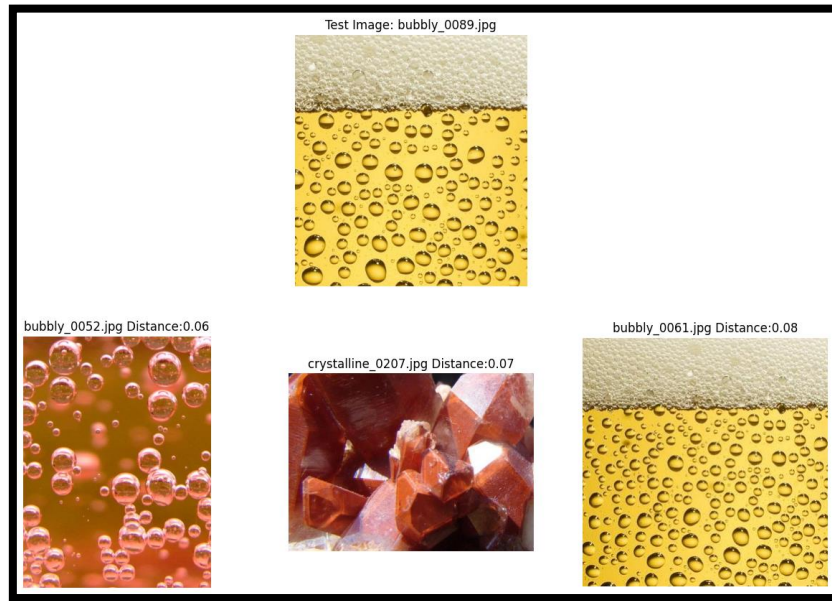 Test Image: bubbly_0089.jpg
bubbly_0052.jpg Distance:0.06
crystalline_0207.jpg Distance:0.07
bubbly_0061.jpg Distance:0.08